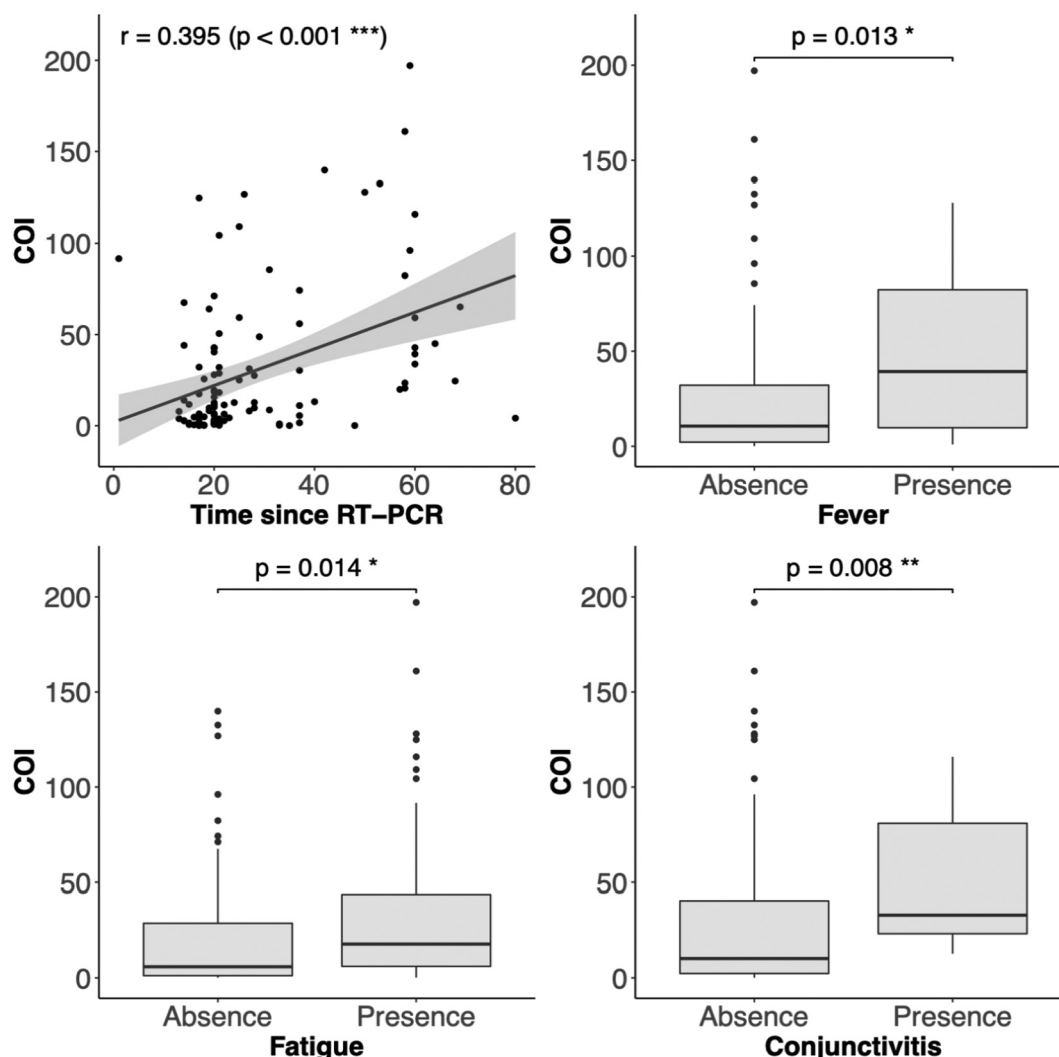 r = 0.395 (p < 0.001 ***)
200
150
100
50
0
COI
0 20 40 60 80
Time since RT−PCR
p = 0.013 *
200
150
100
50
0
COI
Absence Presence
Fever
p = 0.014 *
200
150
100
50
0
COI
Absence Presence
Fatigue
p = 0.008 **
200
150
100
50
0
COI
Absence Presence
Conjunctivitis